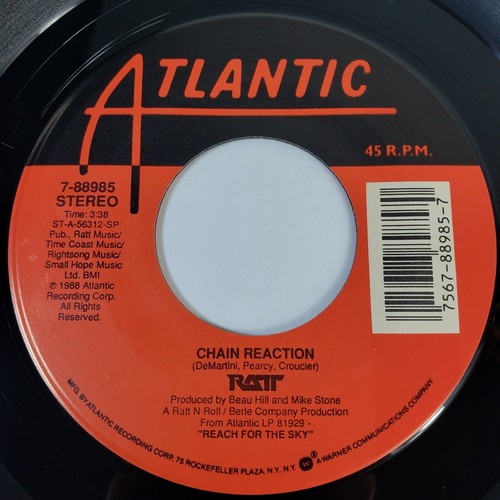 ATLANTIC
45 R.P.M.
7-88985
STEREO
Time: 3:38
ST-A-56312-SP
Pub., Ratt Music/
Time Coast Music/
Rightsong Music/
Small Hope Music
Ltd. BMI
℗ 1988 Atlantic
Recording Corp.
All Rights
Reserved.
7567-88985-7
CHAIN REACTION
(DeMartini, Pearcy, Croucier)
RATT
Produced by Beau Hill and Mike Stone
A Ratt N Roll / Berle Company Production
From Atlantic LP 81929 -
"REACH FOR THE SKY"
MFG. BY ATLANTIC RECORDING CORP. 75 ROCKEFELLER PLAZA, N.Y. N.Y. W A WARNER COMMUNICATIONS COMPANY